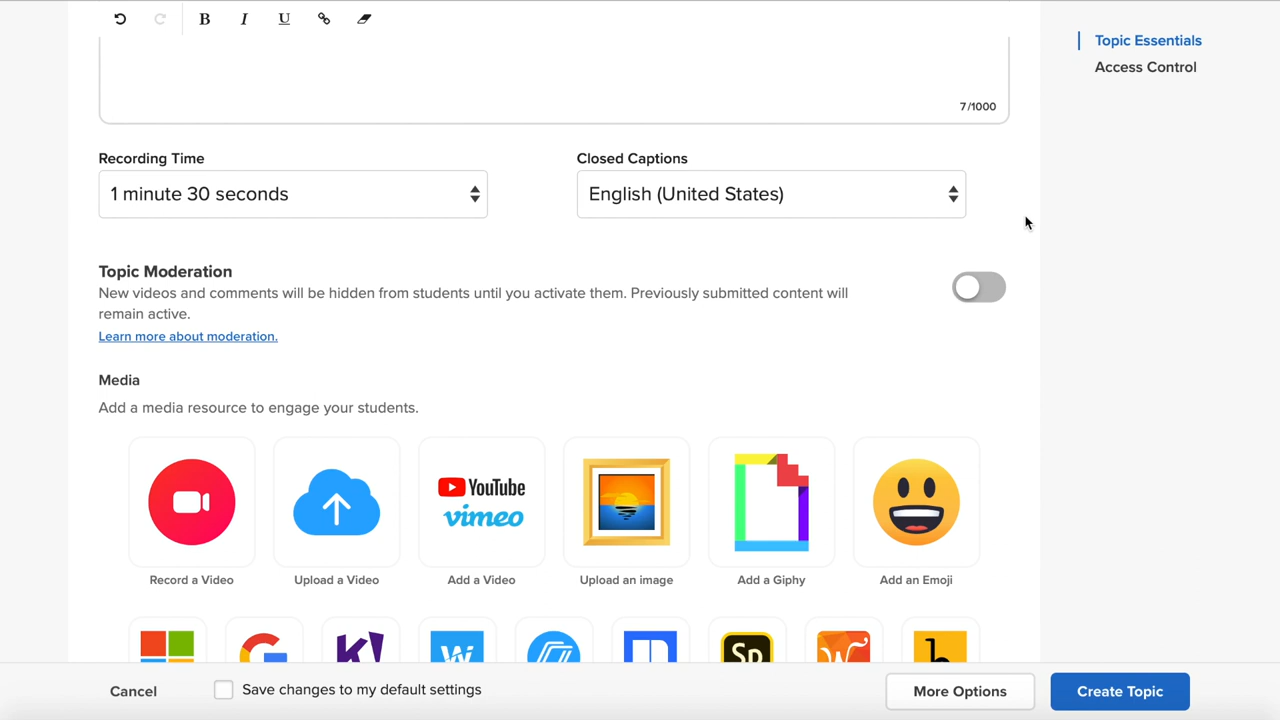 B I U
Topic Essentials
Access Control
7/1000
Recording Time
Closed Captions
1 minute 30 seconds
English (United States)
Topic Moderation
New videos and comments will be hidden from students until you activate them. Previously submitted content will
remain active.
Learn more about moderation.
Media
Add a media resource to engage your students.
YouTube
vimeo
Record a Video
Upload a Video
Add a Video
Upload an image
Add a Giphy
Add an Emoji
K!
Sp
Cancel
Save changes to my default settings
More Options
Create Topic